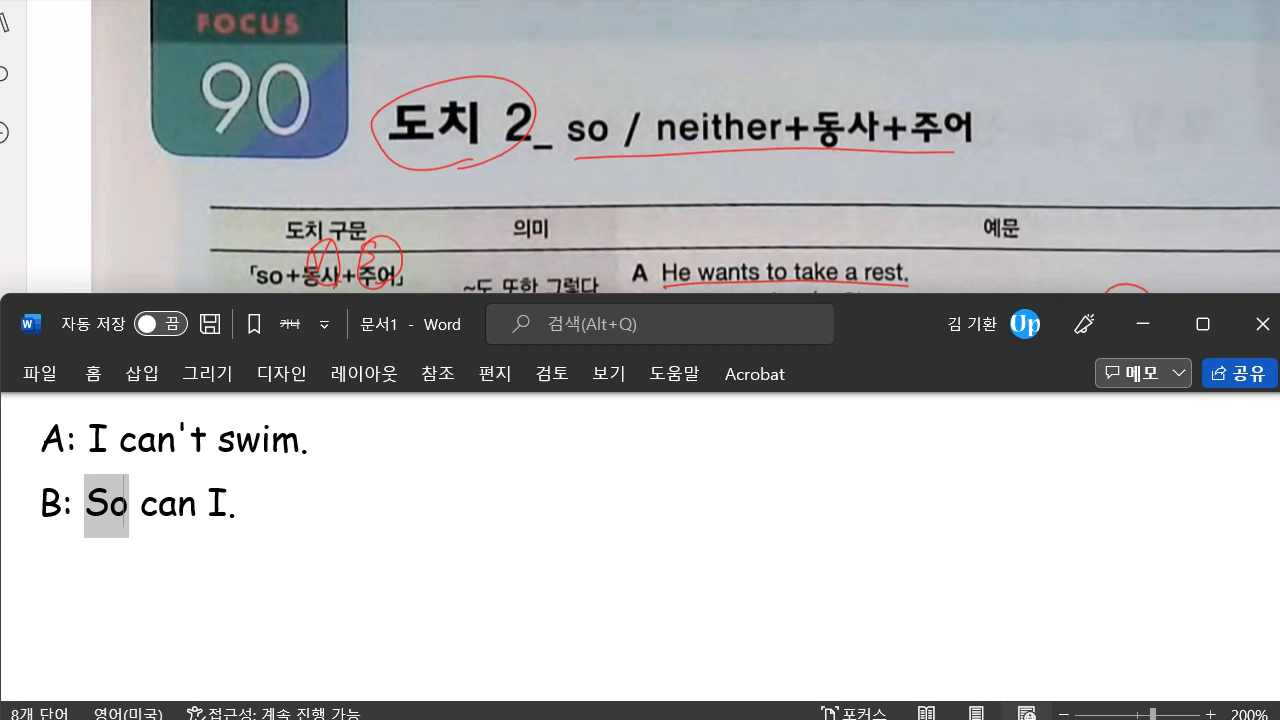 FOCUS
90
도치 2_ so / neither+동사+주어
도치 구문 의미 예문
「so+동사+주어」 ~도 또한 그렇다 A He wants to take a rest.
자동 저장 끔 가나 문서1 - Word 검색(Alt+Q) 김 기환 Up
파일 홈 삽입 그리기 디자인 레이아웃 참조 편지 검토 보기 도움말 Acrobat 메모 공유
A: I can't swim.
B: So can I.
8개 단어 영어(미국) 접근성: 계속 진행 가능 포커스 200%